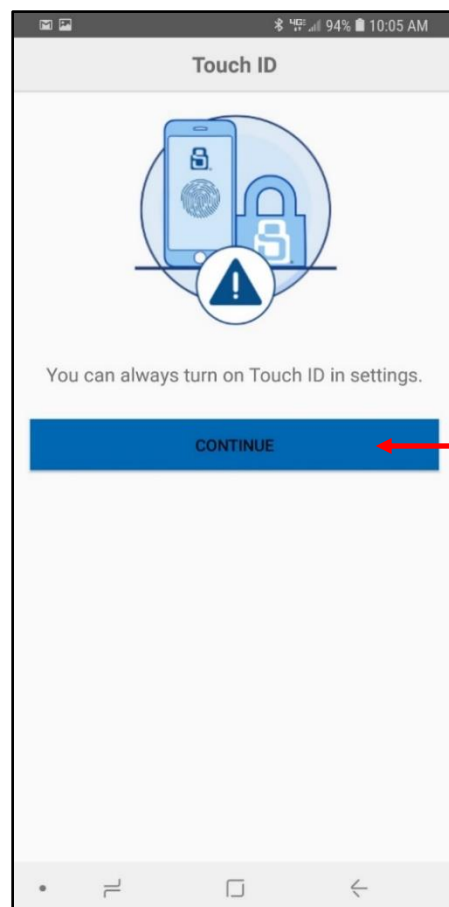 94% 10:05 AM
Touch ID
You can always turn on Touch ID in settings.
CONTINUE